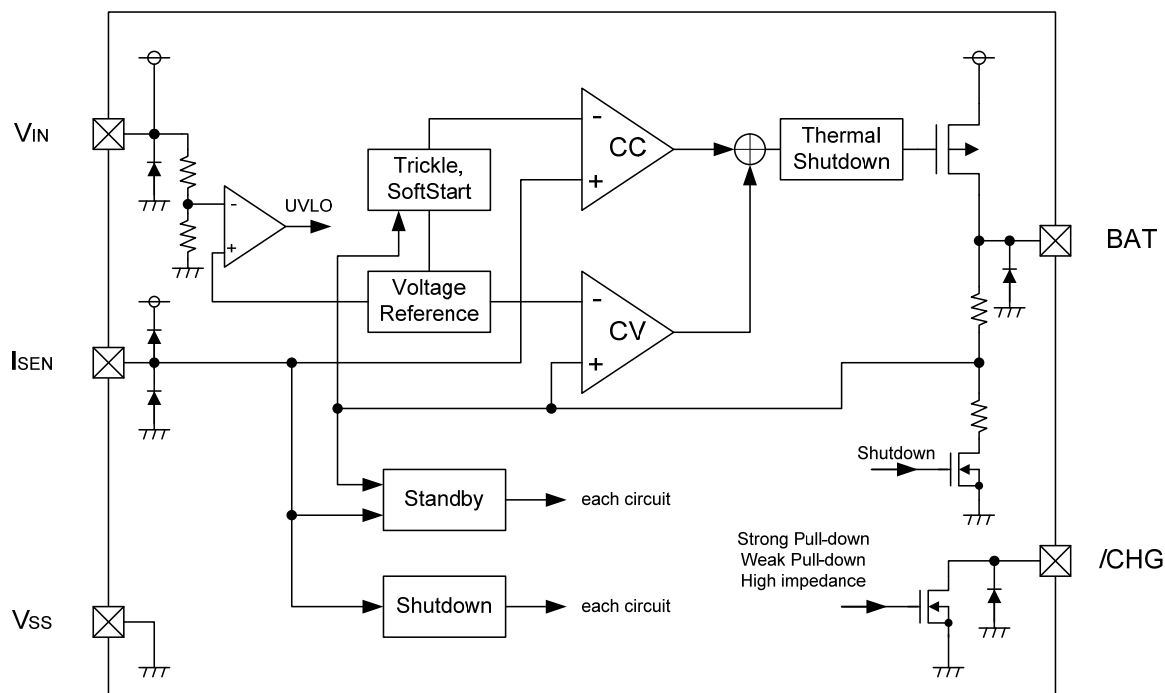 VIN
Trickle,
SoftStart
-
CC
+
Thermal
Shutdown
UVLO
-
+
BAT
Voltage
Reference
-
CV
+
ISEN
Shutdown
Standby
each circuit
Strong Pull-down
Weak Pull-down
High impedance
/CHG
Shutdown
each circuit
VSS